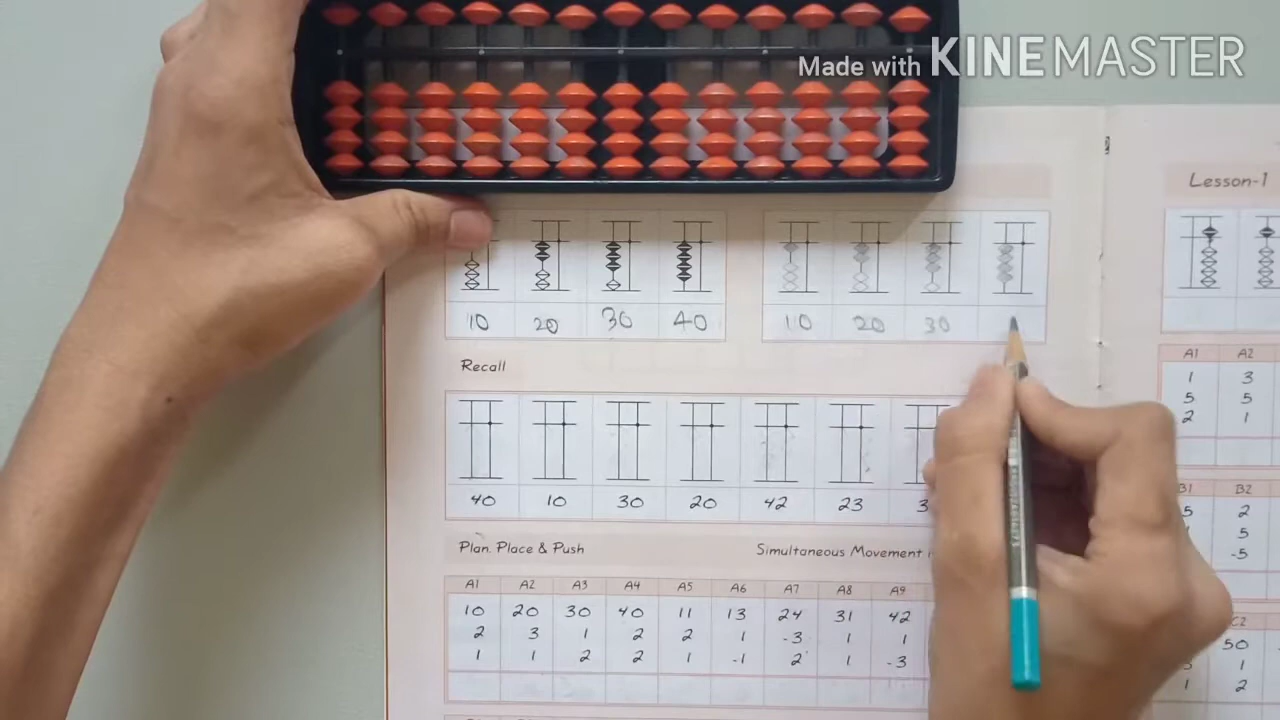 Made with KINEMASTER
Lesson-1
10 20 30 40 10 20 30
Recall
A1 A2
1 3
5 5
2 1
40 10 30 20 42 23 3
B1 B2
5 2
5
-5
Plan. Place & Push Simultaneous Movement i
A1 A2 A3 A4 A5 A6 A7 A8 A9
10 20 30 40 11 13 24 31 42
2 3 1 2 2 1 -3 1 1
1 1 2 2 1 -1 2 1 -3
C2
50
1
1 2